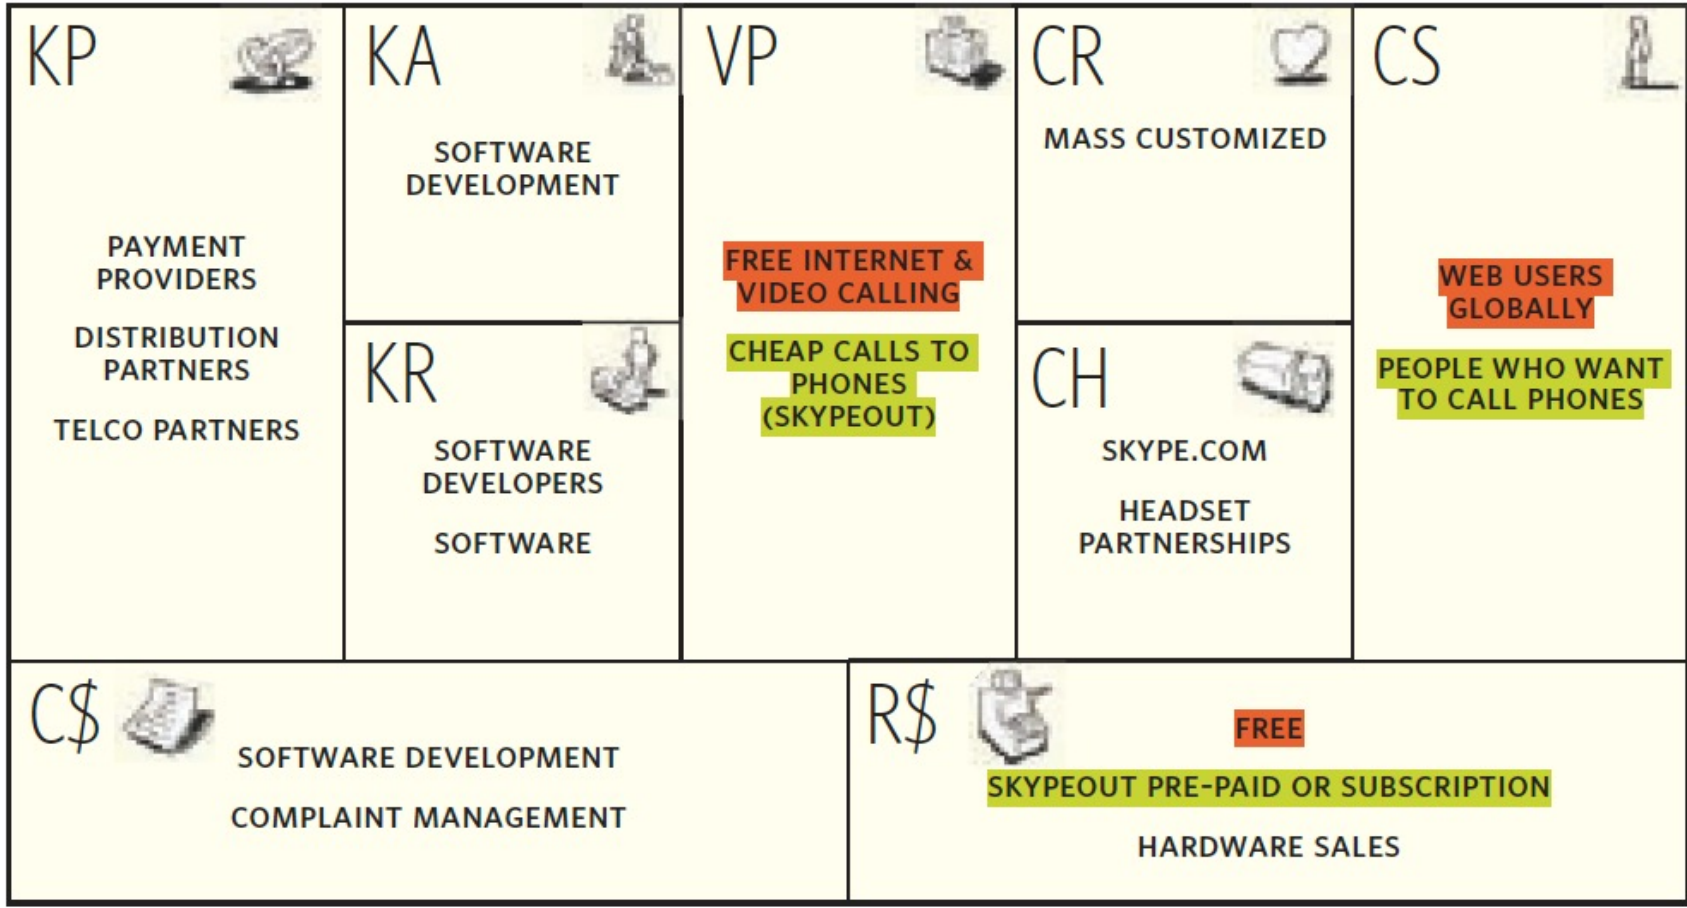 KP
PAYMENT
PROVIDERS
DISTRIBUTION
PARTNERS
TELCO PARTNERS
KA
SOFTWARE
DEVELOPMENT
KR
SOFTWARE
DEVELOPERS
SOFTWARE
VP
FREE INTERNET &
VIDEO CALLING
CHEAP CALLS TO
PHONES
(SKYPEOUT)
CR
MASS CUSTOMIZED
CH
SKYPE.COM
HEADSET
PARTNERSHIPS
CS
WEB USERS
GLOBALLY
PEOPLE WHO WANT
TO CALL PHONES
C$
SOFTWARE DEVELOPMENT
COMPLAINT MANAGEMENT
R$
FREE
SKYPEOUT PRE-PAID OR SUBSCRIPTION
HARDWARE SALES